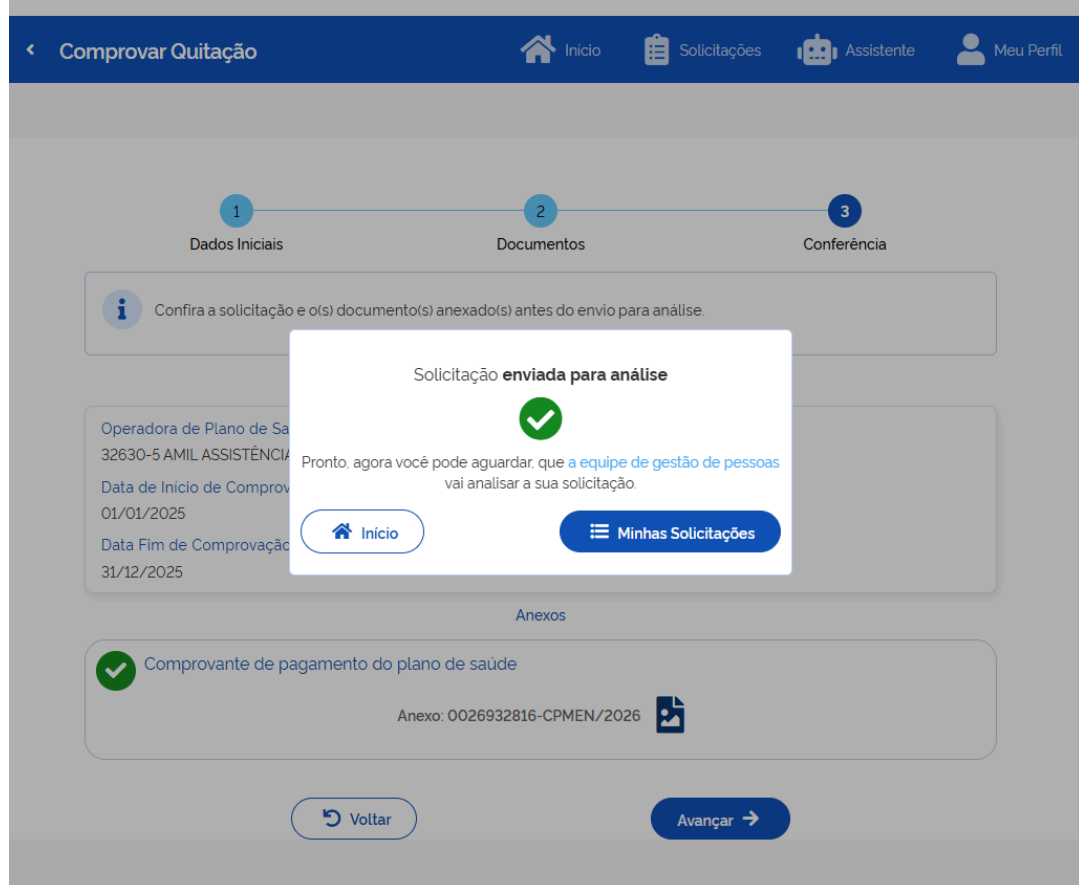 Comprovar Quitação
Início
Solicitações
Assistente
Meu Perfil
1
2
3
Dados Iniciais
Documentos
Conferência
Confira a solicitação e o(s) documento(s) anexado(s) antes do envio para análise.
Solicitação enviada para análise
Pronto, agora você pode aguardar, que a equipe de gestão de pessoas
vai analisar a sua solicitação.
Início
Minhas Solicitações
Operadora de Plano de Sa
32630-5 AMIL ASSISTÊNCIA
Data de Início de Comprov
01/01/2025
Data Fim de Comprovação
31/12/2025
Anexos
Comprovante de pagamento do plano de saúde
Anexo: 0026932816-CPMEN/2026
Voltar
Avançar